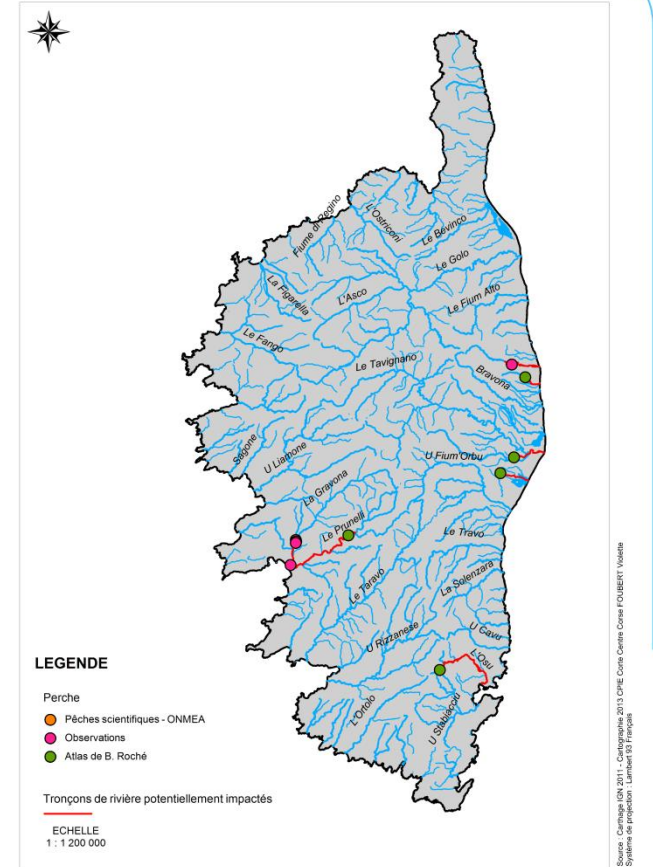 Fiume di Regino
L'Ostriconi
Le Bévinco
Le Golo
La Figarella
L'Asco
Le Fium Alto
Le Fango
Le Tavignano
Bravona
Sagone
U Liamone
U Fium'Orbu
La Gravona
Le Prunelli
Le Travo
Le Taravo
La Solenzara
U Rizzanese
U Cavu
L'Osu
L'Ortolo
U Stabiacciu
LEGENDE
Perche
Pêches scientifiques - ONMEA
Observations
Atlas de B. Roché
Tronçons de rivière potentiellement impactés
ECHELLE
1 : 1 200 000
Source : Carthage IGN 2011 - Cartographie 2013 CPIE Corte Centre Corse FOUBERT Violette
Système de projection : Lambert 93 Français